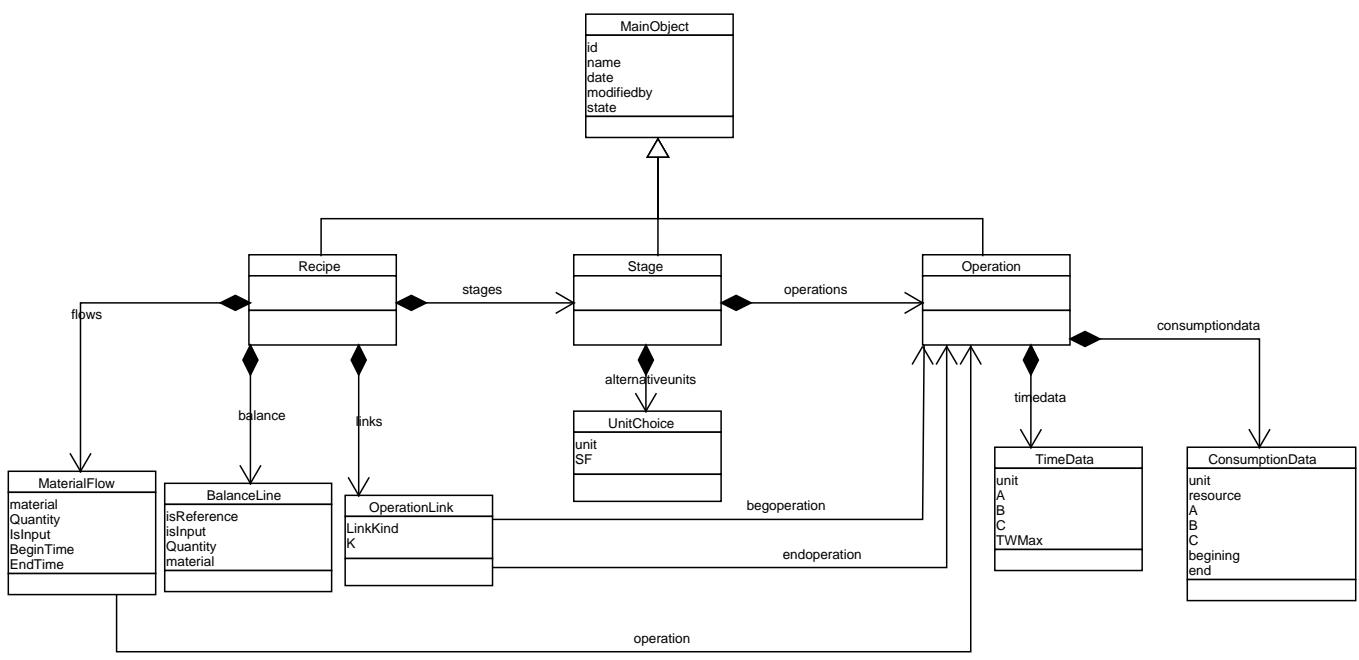 MainObject
id
name
date
modifiedby
state
Recipe
Stage
Operation
stages
operations
flows
consumptiondata
alternativeunits
timedata
balance
links
UnitChoice
unit
SF
TimeData
unit
A
B
C
TWMax
ConsumptionData
unit
resource
A
B
C
begining
end
MaterialFlow
material
Quantity
IsInput
BeginTime
EndTime
BalanceLine
isReference
isInput
Quantity
material
OperationLink
LinkKind
K
begoperation
endoperation
operation